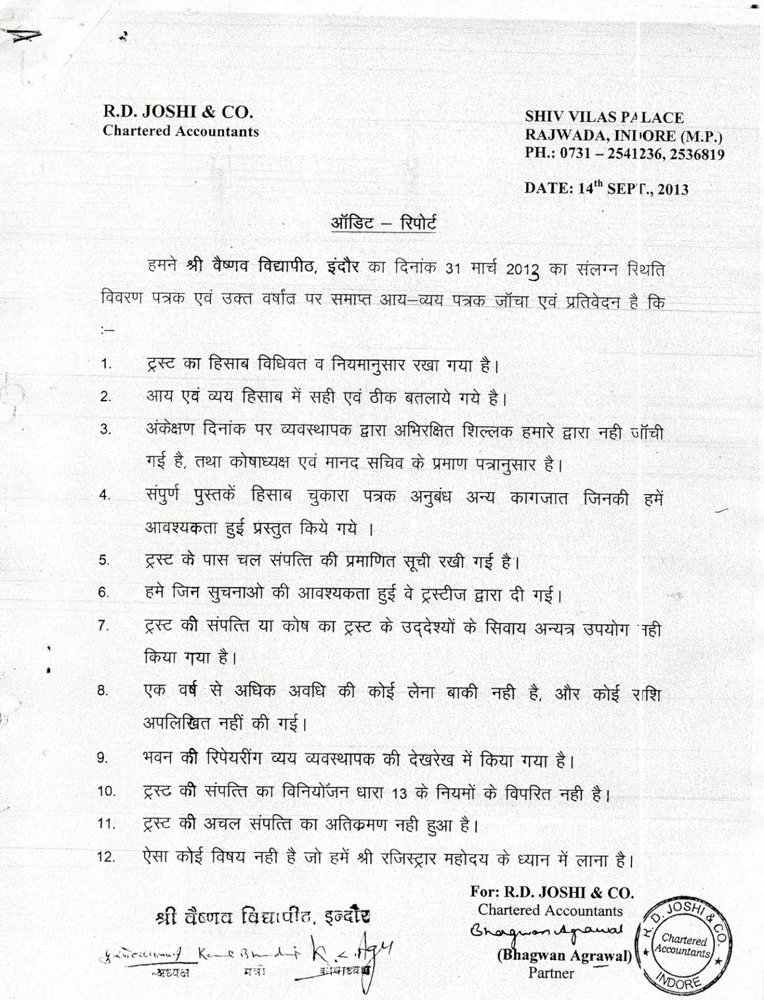 R.D. JOSHI & CO.
Chartered Accountants
SHIV VILAS PALACE
RAJWADA, INDORE (M.P.)
PH.: 0731 – 2541236, 2536819
DATE: 14th SEPT., 2013
ऑडिट – रिपोर्ट
हमने श्री वैष्णव विद्यापीठ, इंदौर का दिनांक 31 मार्च 2013 का संलग्न स्थिति
विवरण पत्रक एवं उक्त वर्षांत पर समाप्त आय–व्यय पत्रक जॉचा एवं प्रतिवेदन है कि
:–
1. ट्रस्ट का हिसाब विधिवत व नियमानुसार रखा गया है।
2. आय एवं व्यय हिसाब में सही एवं ठीक बतलाये गये है।
3. अंकेक्षण दिनांक पर व्यवस्थापक द्वारा अभिरक्षित शिल्लक हमारे द्वारा नही जॉची
गई है, तथा कोषाध्यक्ष एवं मानद सचिव के प्रमाण पत्रानुसार है।
4. संपुर्ण पुस्तकें हिसाब चुकारा पत्रक अनुबंध अन्य कागजात जिनकी हमें
आवश्यकता हुई प्रस्तुत किये गये ।
5. ट्रस्ट के पास चल संपत्ति की प्रमाणित सूची रखी गई है।
6. हमे जिन सुचनाओ की आवश्यकता हुई वे ट्रस्टीज द्वारा दी गई।
7. ट्रस्ट की संपत्ति या कोष का ट्रस्ट के उद्देश्यों के सिवाय अन्यत्र उपयोग नही
किया गया है।
8. एक वर्ष से अधिक अवधि की कोई लेना बाकी नही है, और कोई राशि
अपलिखित नहीं की गई।
9. भवन की रिपेयरींग व्यय व्यवस्थापक की देखरेख में किया गया है।
10. ट्रस्ट की संपत्ति का विनियोंजन धारा 13 के नियमों के विपरित नही है।
11. ट्रस्ट की अचल संपत्ति का अतिकमण नही हुआ है।
12. ऐसा कोई विषय नही है जो हमें श्री रजिस्ट्रार महोदय के ध्यान में लाना है।
For: R.D. JOSHI & CO.
Chartered Accountants
Bhagwan Agrawal
(Bhagwan Agrawal)
Partner
R. D. JOSHI & CO.
Chartered
Accountants
INDORE
श्री वैष्णव विद्यापीठ, इन्दौर
अध्यक्ष मंत्री कोषाध्यक्ष